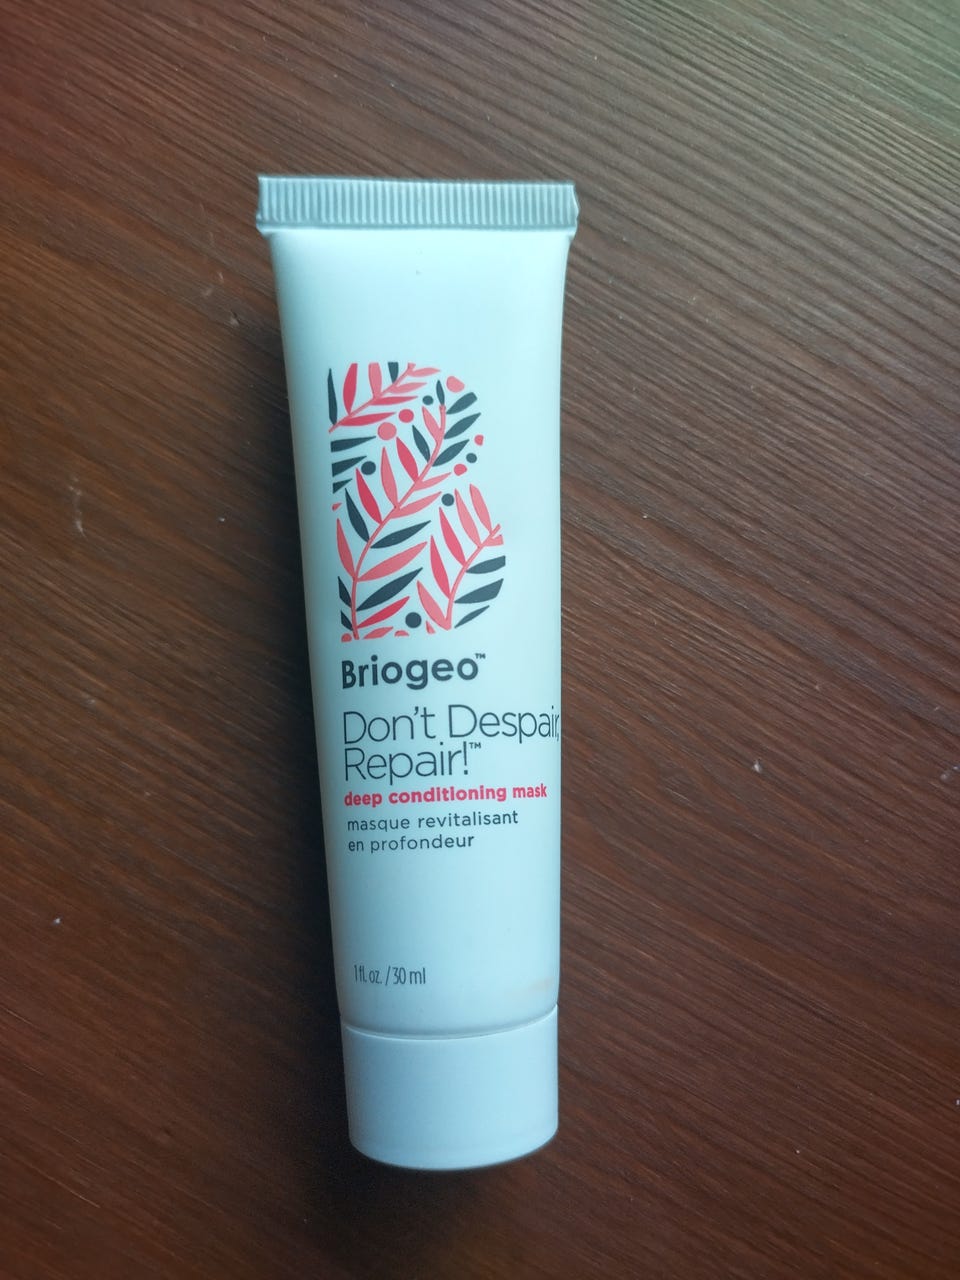 Briogeo™
Don't Despair,
Repair!™
deep conditioning mask
masque revitalisant
en profondeur
1 fl. oz. / 30 ml